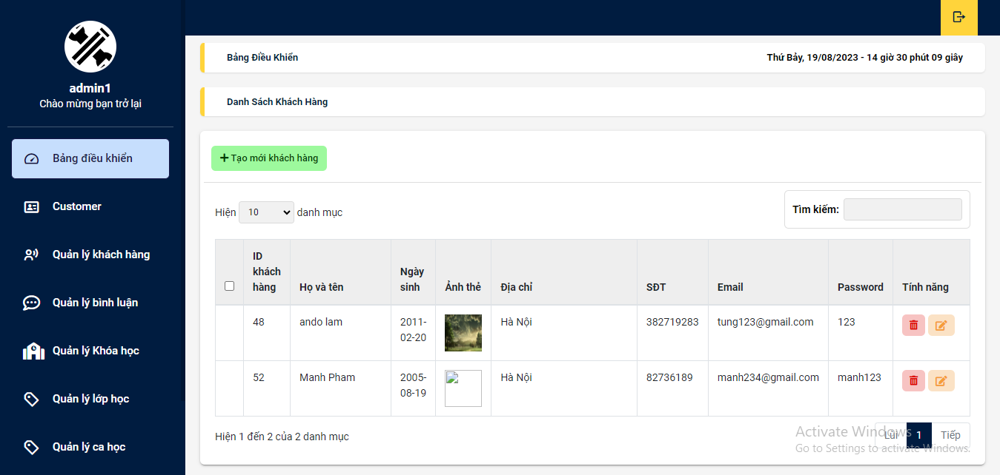 admin1
Chào mừng bạn trở lại
Bảng điều khiển
Customer
Quản lý khách hàng
Quản lý bình luận
Quản lý Khóa học
Quản lý lớp học
Quản lý ca học
Bảng Điều Khiển
Thứ Bảy, 19/08/2023 - 14 giờ 30 phút 09 giây
Danh Sách Khách Hàng
Tạo mới khách hàng
Hiện 10 danh mục
Tìm kiếm:
ID khách hàng Họ và tên Ngày sinh Ảnh thẻ Địa chỉ SĐT Email Password Tính năng
48 ando lam 2011-02-20 Hà Nội 382719283 tung123@gmail.com 123
52 Manh Pham 2005-08-19 Hà Nội 82736189 manh234@gmail.com manh123
Hiện 1 đến 2 của 2 danh mục
Lùi 1 Tiếp
Activate Windows
Go to Settings to activate Windows.